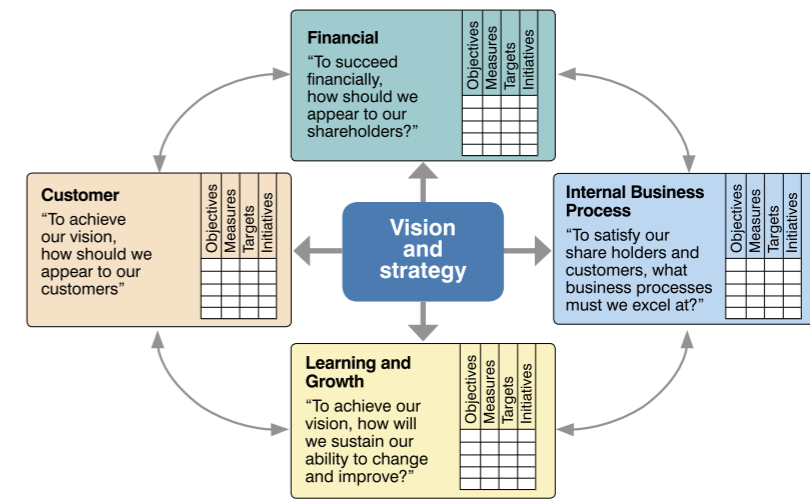 Financial
“To succeed
financially,
how should we
appear to our
shareholders?”
Objectives
Measures
Targets
Initiatives
Customer
“To achieve
our vision,
how should we
appear to our
customers”
Objectives
Measures
Targets
Initiatives
Vision
and
strategy
Internal Business
Process
“To satisfy our
share holders and
customers, what
business processes
must we excel at?”
Objectives
Measures
Targets
Initiatives
Learning and
Growth
“To achieve our
vision, how will
we sustain our
ability to change
and improve?”
Objectives
Measures
Targets
Initiatives